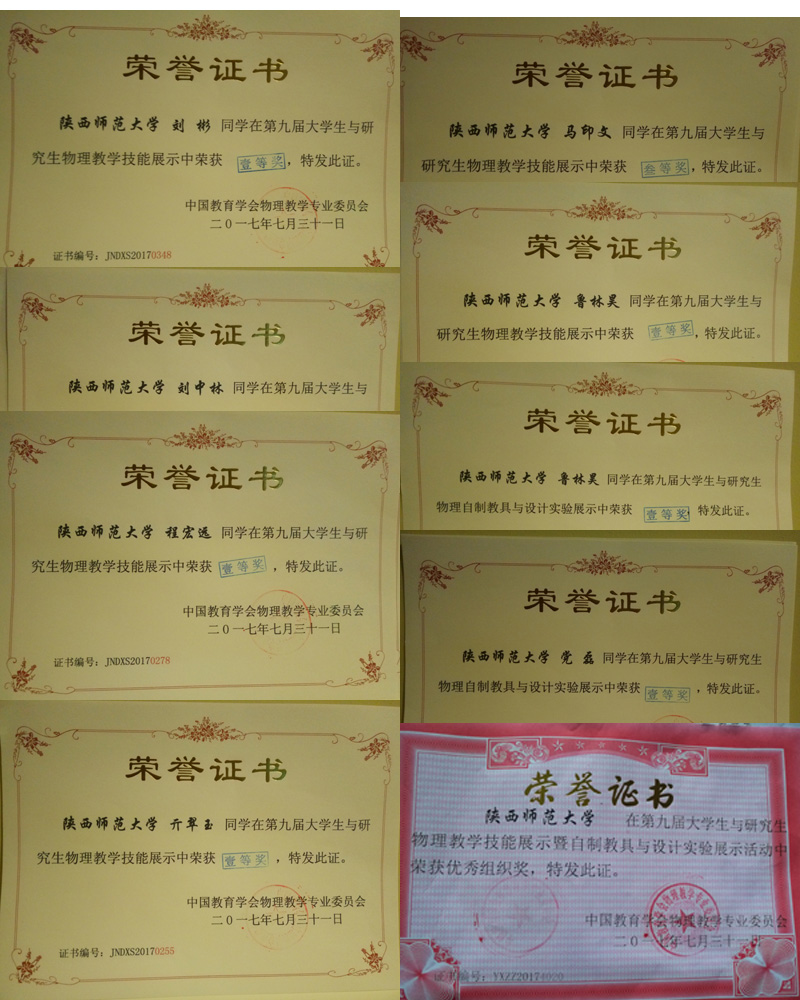 荣誉证书
陕西师范大学 刘 彬 同学在第九届大学生与研
究生物理教学技能展示中荣获 壹等奖，特发此证。
中国教育学会物理教学专业委员会
二〇一七年七月三十一日
证书编号：JNDXS20170348
荣誉证书
陕西师范大学 刘中林 同学在第九届大学生与
荣誉证书
陕西师范大学 程宏远 同学在第九届大学生与研
究生物理教学技能展示中荣获 壹等奖，特发此证。
中国教育学会物理教学专业委员会
二〇一七年七月三十一日
证书编号：JNDXS20170278
荣誉证书
陕西师范大学 亓翠玉 同学在第九届大学生与研
究生物理教学技能展示中荣获 壹等奖，特发此证。
中国教育学会物理教学专业委员会
二〇一七年七月三十一日
证书编号：JNDXS20170255
荣誉证书
陕西师范大学 马印文 同学在第九届大学生与
研究生物理教学技能展示中荣获 叁等奖，特发此证。
荣誉证书
陕西师范大学 鲁林昊 同学在第九届大学生与
研究生物理教学技能展示中荣获 壹等奖，特发此证。
荣誉证书
陕西师范大学 鲁林昊 同学在第九届大学生与研究生
物理自制教具与设计实验展示中荣获 壹等奖，特发此证。
荣誉证书
陕西师范大学 党 磊 同学在第九届大学生与研究生
物理自制教具与设计实验展示中荣获 壹等奖，特发此证。
荣誉证书
陕西师范大学 在第九届大学生与研究生
物理教学技能展示暨自制教具与设计实验展示活动中
荣获优秀组织奖，特发此证。
中国教育学会物理教学专业委员会
二〇一七年七月三十一日
证书编号：YXZZ20174020